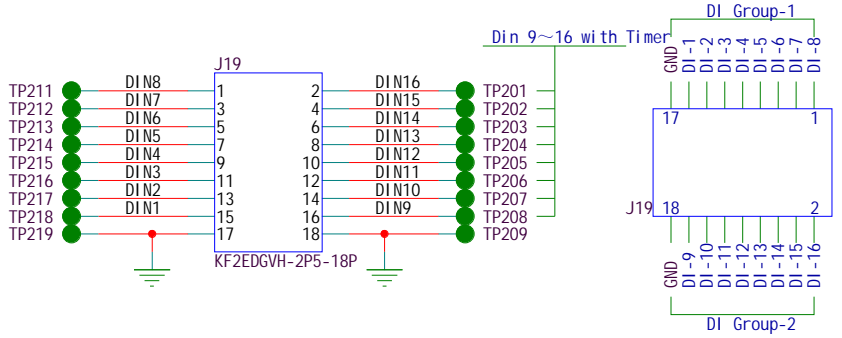 DI Group-1
Din 9～16 with Timer
GND DI-1 DI-2 DI-3 DI-4 DI-5 DI-6 DI-7 DI-8
J19
TP211 DIN8 1 2 DIN16 TP201
TP212 DIN7 3 4 DIN15 TP202
TP213 DIN6 5 6 DIN14 TP203
TP214 DIN5 7 8 DIN13 TP204
TP215 DIN4 9 10 DIN12 TP205
TP216 DIN3 11 12 DIN11 TP206
TP217 DIN2 13 14 DIN10 TP207
TP218 DIN1 15 16 DIN9 TP208
TP219 17 18 TP209
KF2EDGVH-2P5-18P
17 1
J19 18 2
GND DI-9 DI-10 DI-11 DI-12 DI-13 DI-14 DI-15 DI-16
DI Group-2